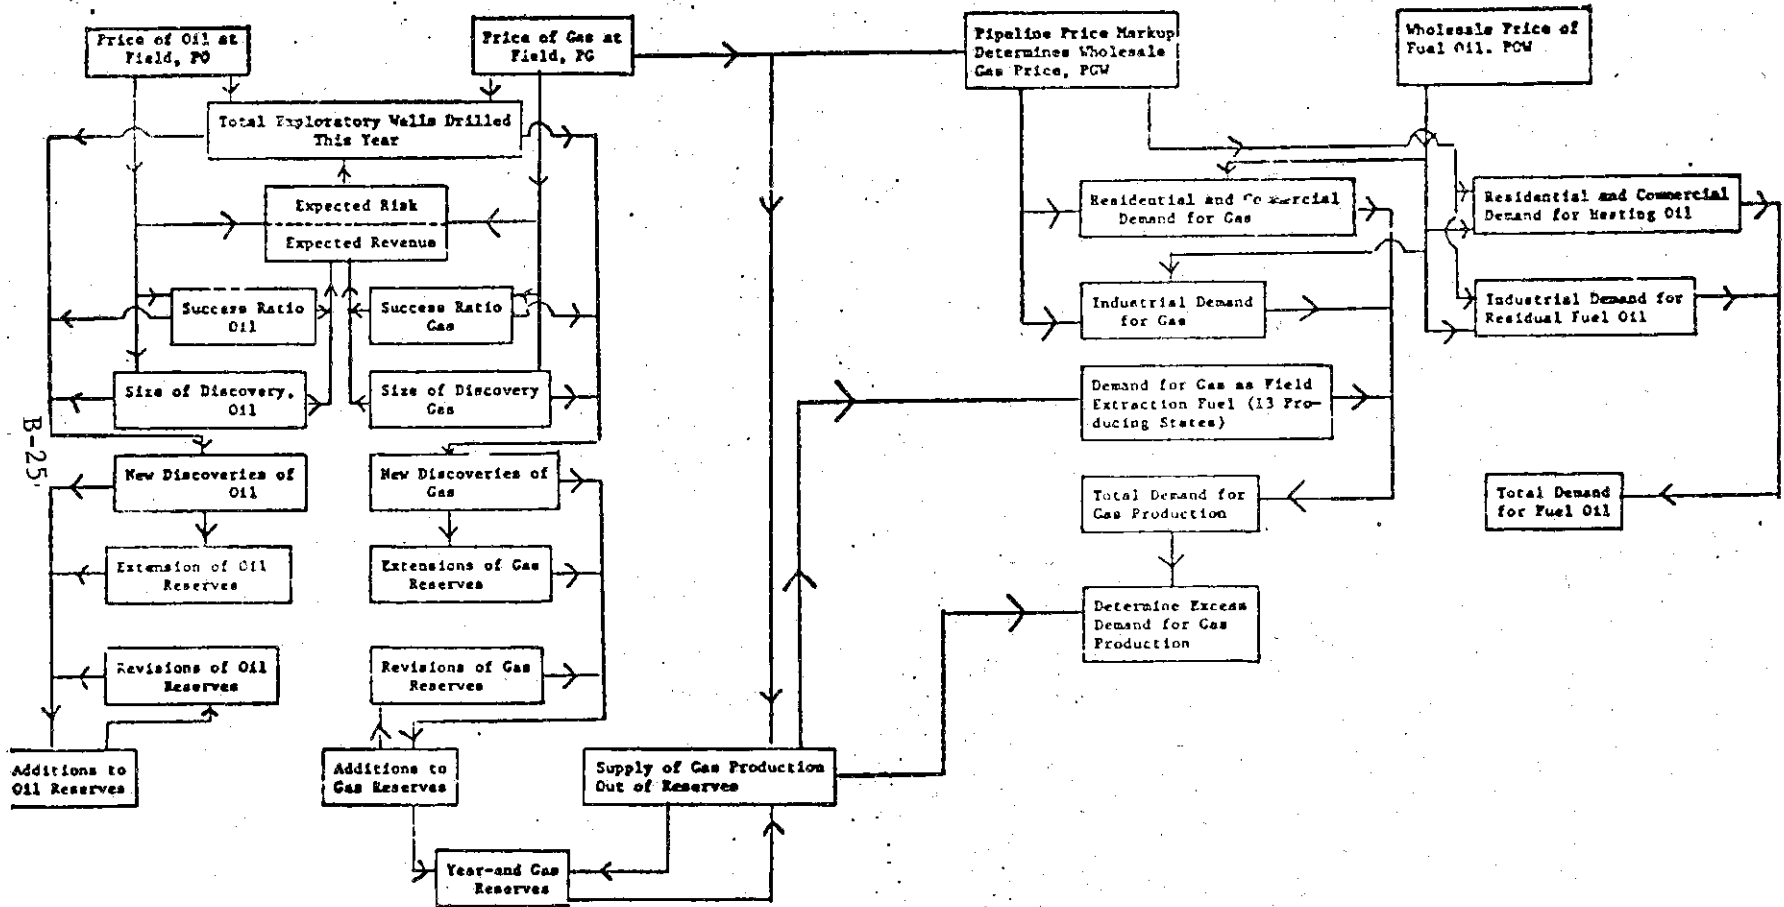 Price of Oil at
Field, PO
Price of Gas at
Field, PG
Pipeline Price Markup
Determines Wholesale
Gas Price, PGW
Wholesale Price of
Fuel Oil. POW
Total Exploratory Wells Drilled
This Year
Expected Risk
Expected Revenue
Residential and Commercial
Demand for Gas
Residential and Commercial
Demand for Heating Oil
Success Ratio
Oil
Success Ratio
Gas
Industrial Demand
for Gas
Industrial Demand for
Residual Fuel Oil
Size of Discovery,
Oil
Size of Discovery
Gas
Demand for Gas as Field
Extraction Fuel (13 Pro-
ducing States)
B-25
New Discoveries of
Oil
New Discoveries of
Gas
Total Demand for
Gas Production
Total Demand
for Fuel Oil
Extension of Oil
Reserves
Extensions of Gas
Reserves
Determine Excess
Demand for Gas
Production
Revisions of Oil
Reserves
Revisions of Gas
Reserves
Additions to
Oil Reserves
Additions to
Gas Reserves
Supply of Gas Production
Out of Reserves
Year-and Gas
Reserves